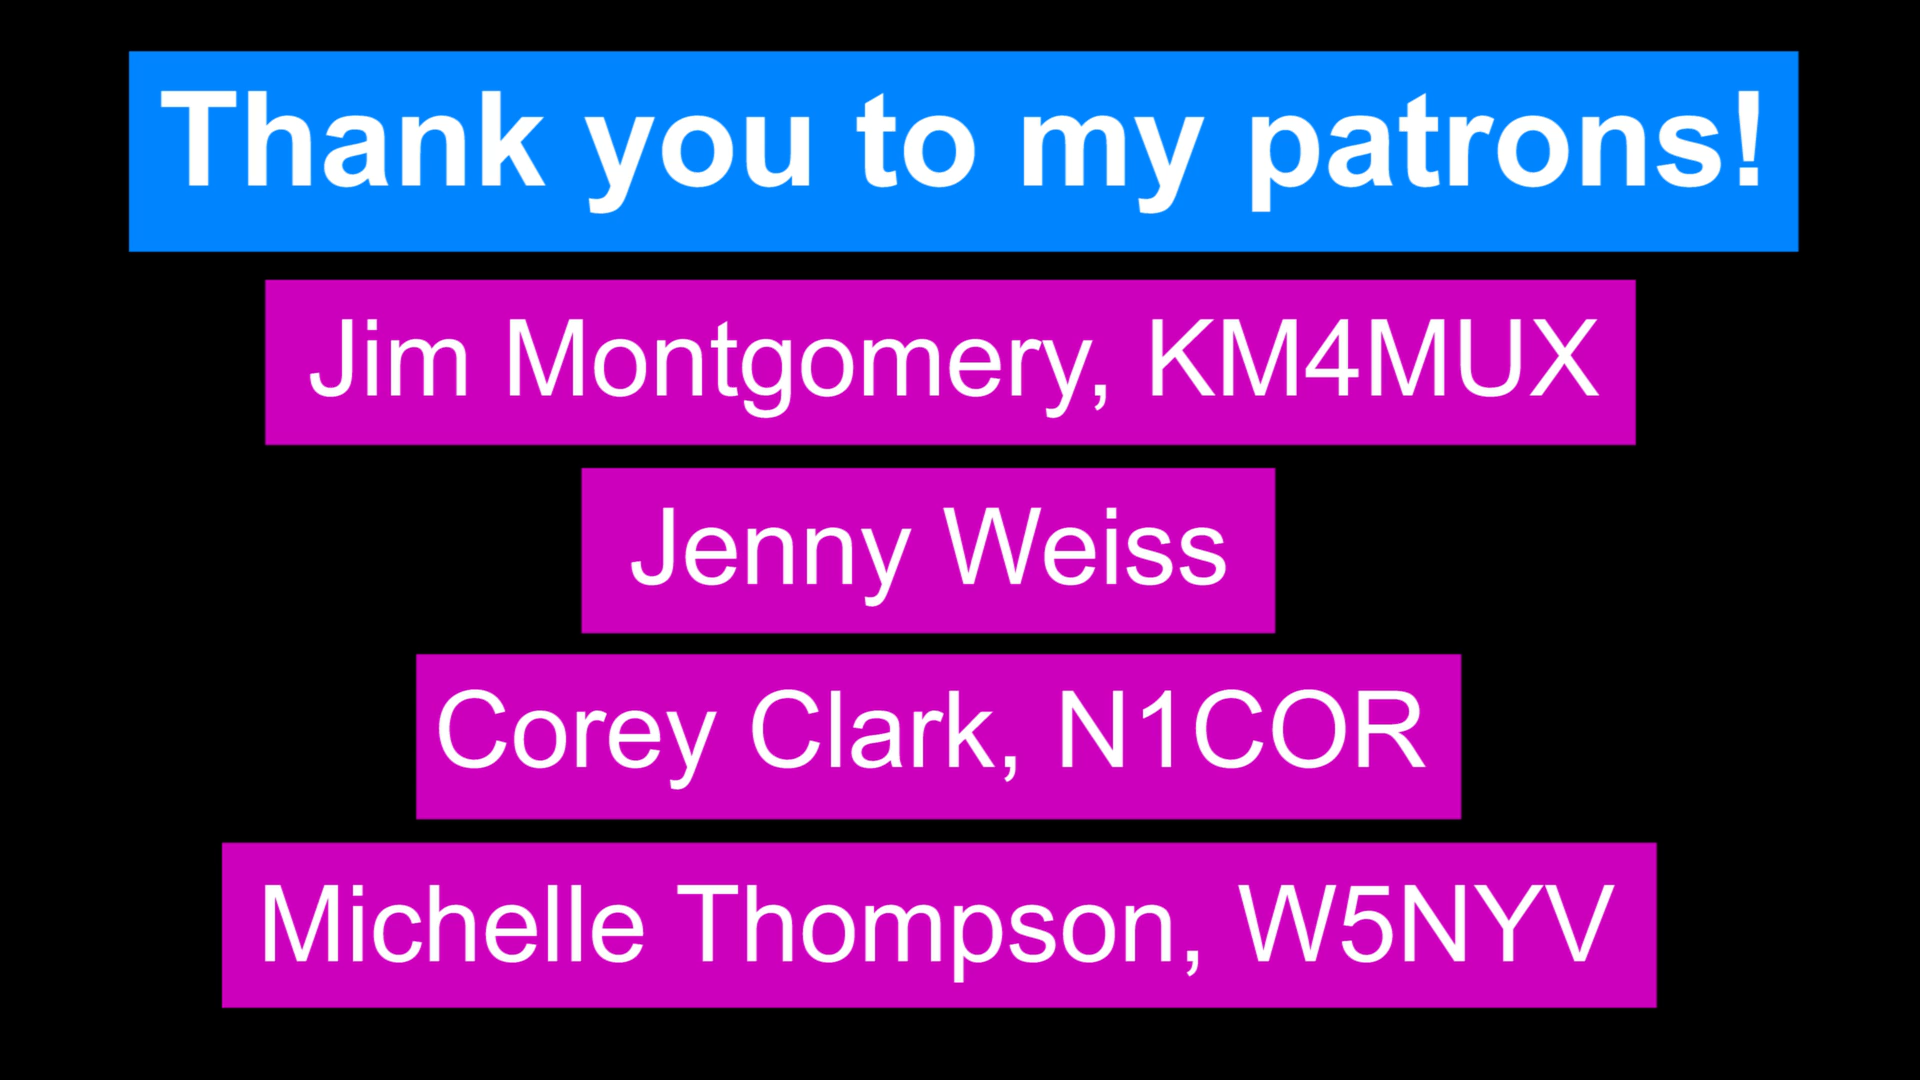 Thank you to my patrons!
Jim Montgomery, KM4MUX
Jenny Weiss
Corey Clark, N1COR
Michelle Thompson, W5NYV